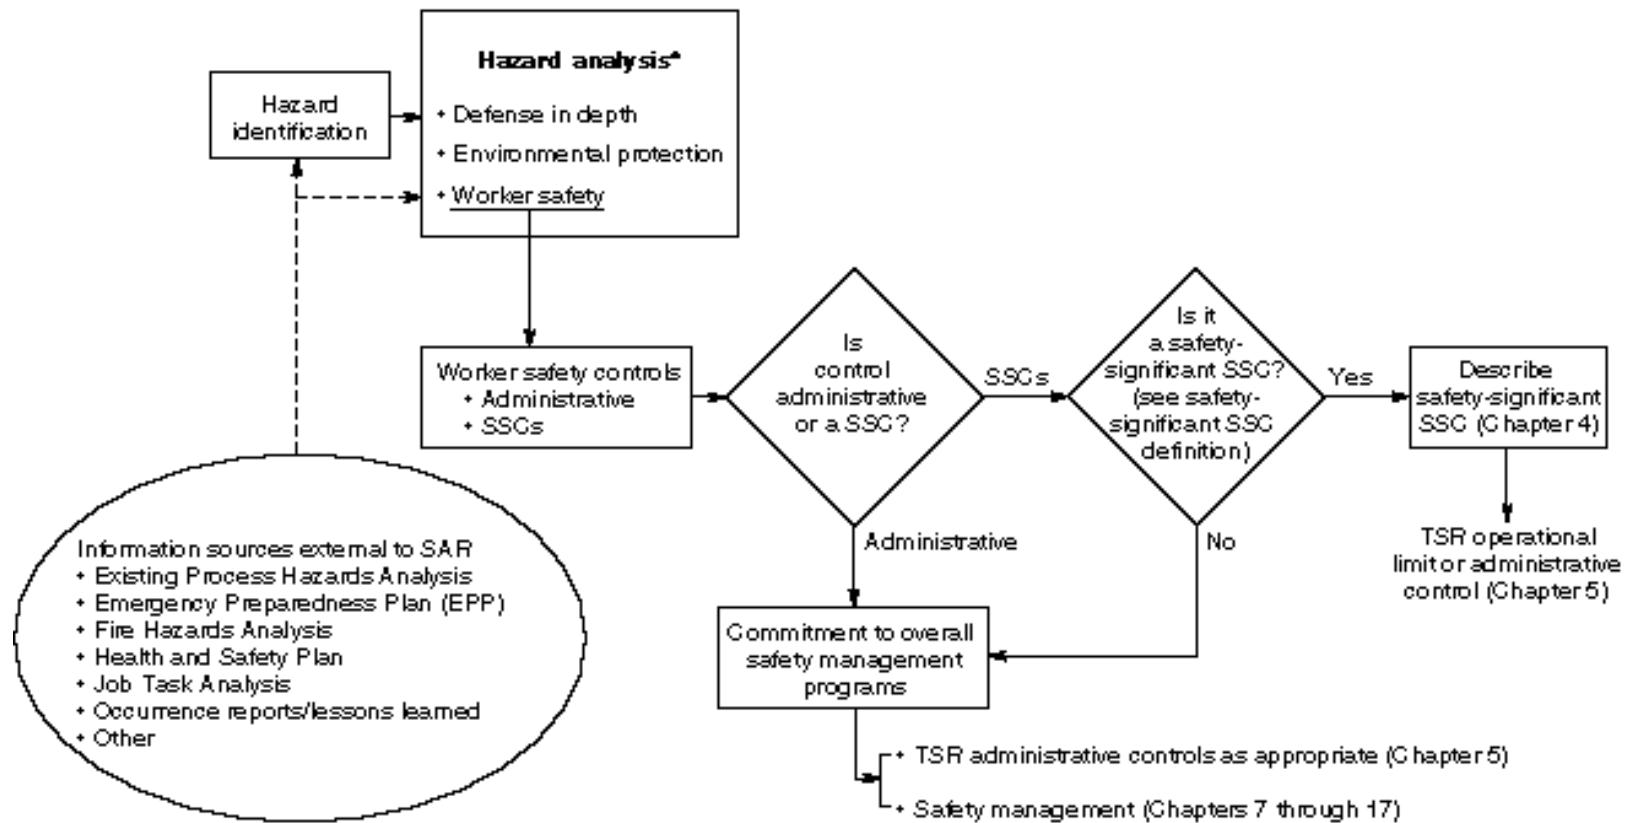 Hazard analysis*
Hazard
identification
• Defense in depth
• Environmental protection
• Worker safety
Worker safety controls
• Administrative
• SSCs
Is
control
administrative
or a SSC?
SSCs
Is it
a safety-
significant SSC?
(see safety-
significant SSC
definition)
Yes
Describe
safety-significant
SSC (Chapter 4)
TSR operational
limit or administrative
control (Chapter 5)
Administrative
No
Commitment to overall
safety management
programs
• TSR administrative controls as appropriate (Chapter 5)
• Safety management (Chapters 7 through 17)
Information sources external to SAR
• Existing Process Hazards Analysis
• Emergency Preparedness Plan (EPP)
• Fire Hazards Analysis
• Health and Safety Plan
• Job Task Analysis
• Occurrence reports/lessons learned
• Other